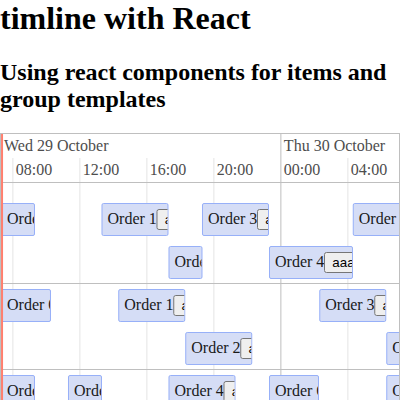 timline with React
Using react components for items and
group templates
Wed 29 October
Thu 30 October
08:00 12:00 16:00 20:00 00:00 04:00
Order 1
Order 3
Order
Order 4 aaa
Order
Order 1
Order 3
Order 2
Order 4
Order